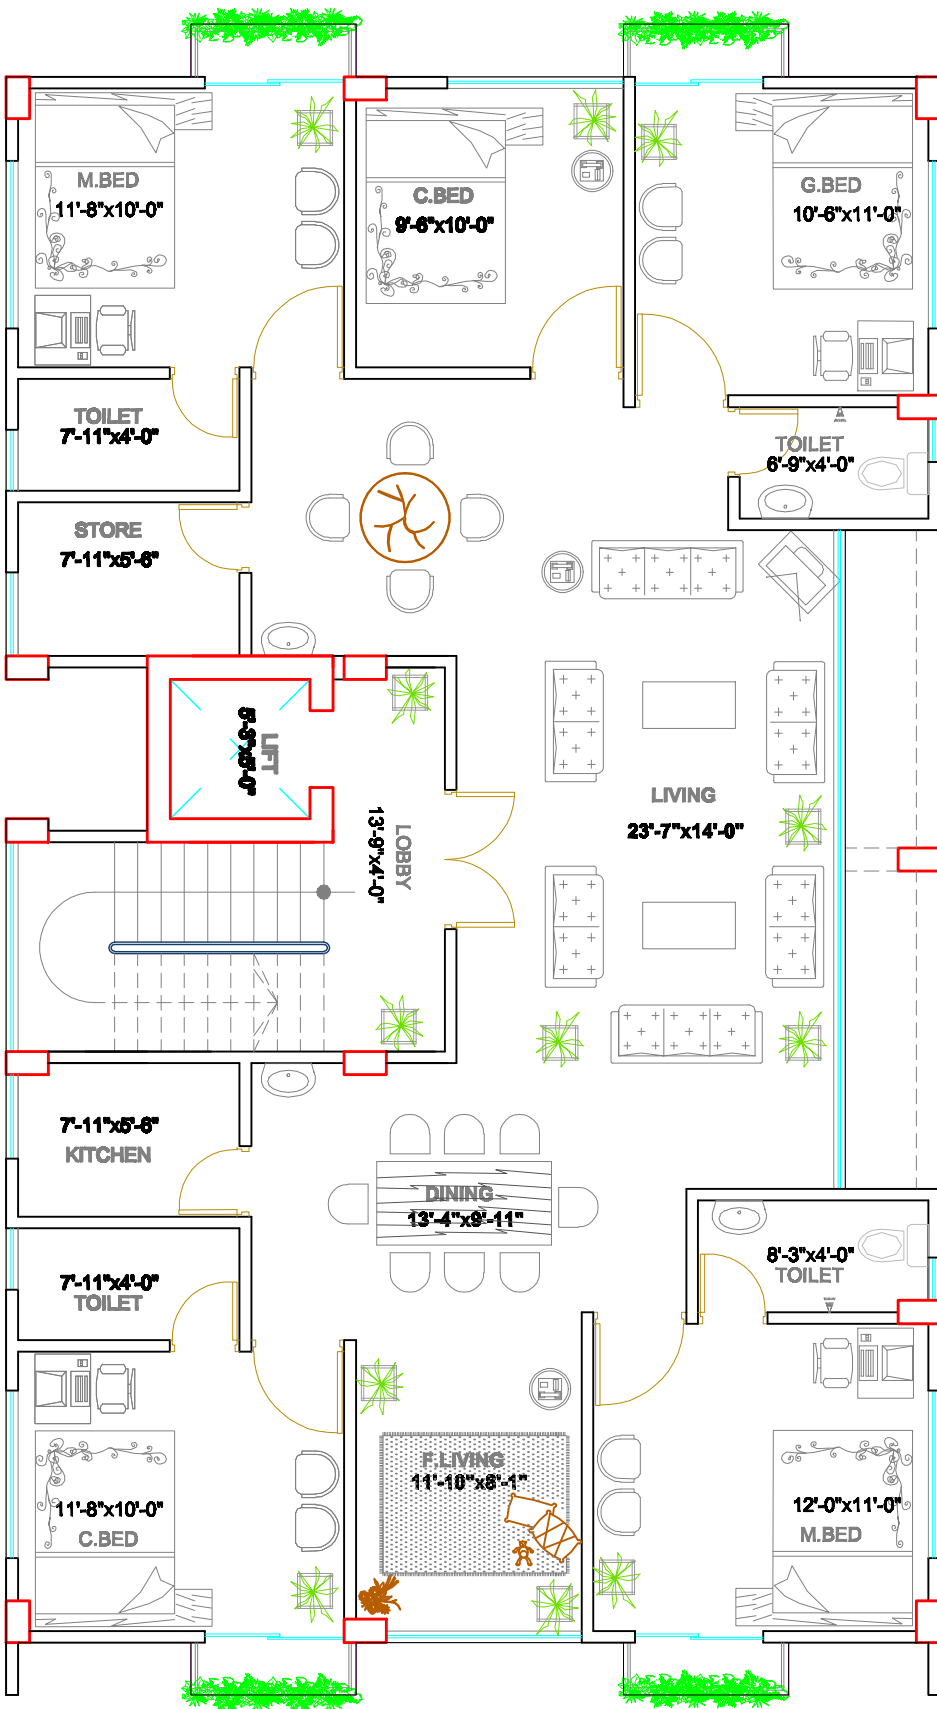 M.BED
11'-8"x10'-0"
C.BED
9'-6"x10'-0"
G.BED
10'-6"x11'-0"
TOILET
7'-11"x4'-0"
TOILET
6'-9"x4'-0"
STORE
7'-11"x5'-6"
LIFT
LIVING
23'-7"x14'-0"
LOBBY
13'-9"x4'-0"
7'-11"x5'-6"
KITCHEN
DINING
13'-4"x9'-11"
8'-3"x4'-0"
TOILET
7'-11"x4'-0"
TOILET
F.LIVING
11'-10"x8'-1"
11'-8"x10'-0"
C.BED
12'-0"x11'-0"
M.BED